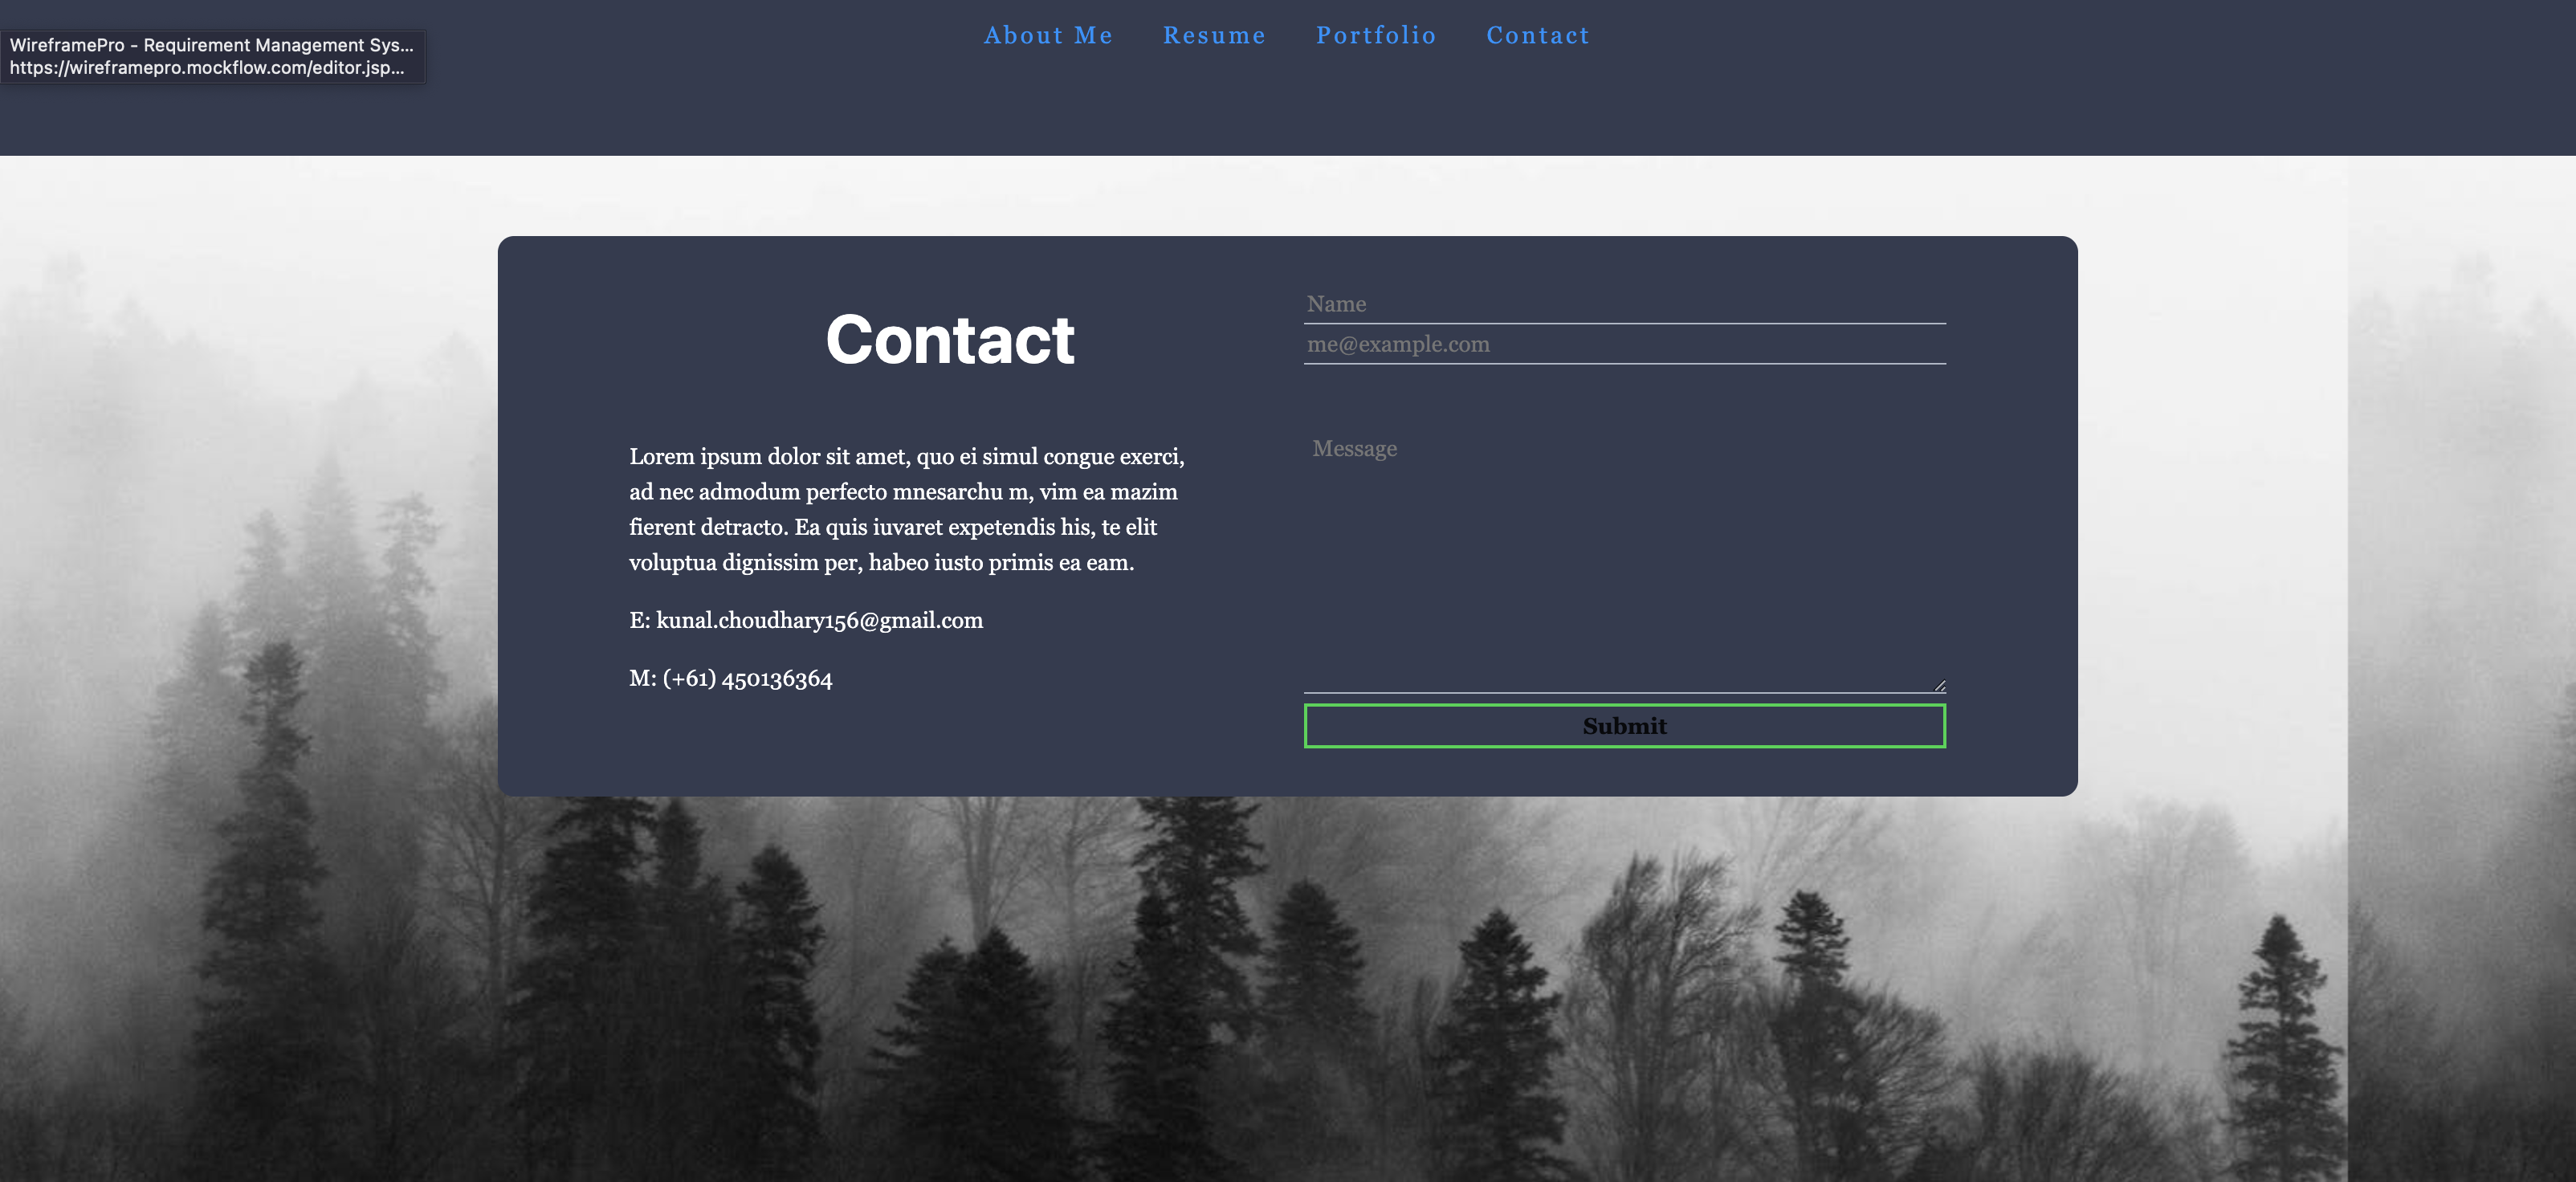 About Me Resume Portfolio Contact
WireframePro - Requirement Management Sys...
https://wireframepro.mockflow.com/editor.jsp...
Contact
Lorem ipsum dolor sit amet, quo ei simul congue exerci,
ad nec admodum perfecto mnesarchu m, vim ea mazim
fierent detracto. Ea quis iuvaret expetendis his, te elit
voluptua dignissim per, habeo iusto primis ea eam.
E: kunal.choudhary156@gmail.com
M: (+61) 450136364
Name
me@example.com
Message
Submit